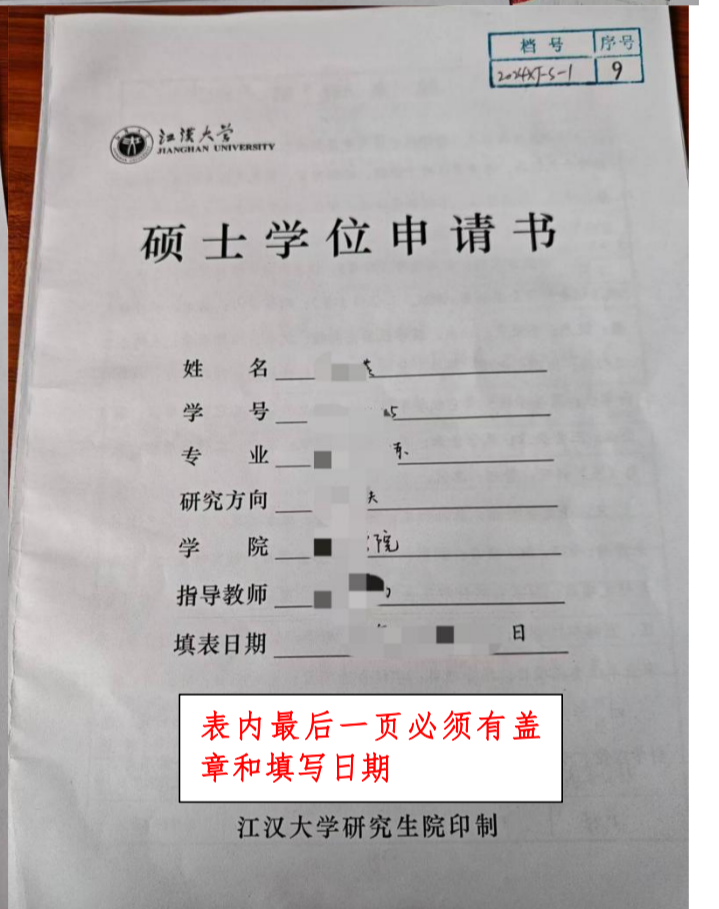 档号 序号
2024XJ-S-1 9
江汉大学
JIANGHAN UNIVERSITY
硕士学位申请书
姓 名
学 号
专 业
研究方向
学 院 院
指导教师
填表日期 日
表内最后一页必须有盖
章和填写日期
江汉大学研究生院印制